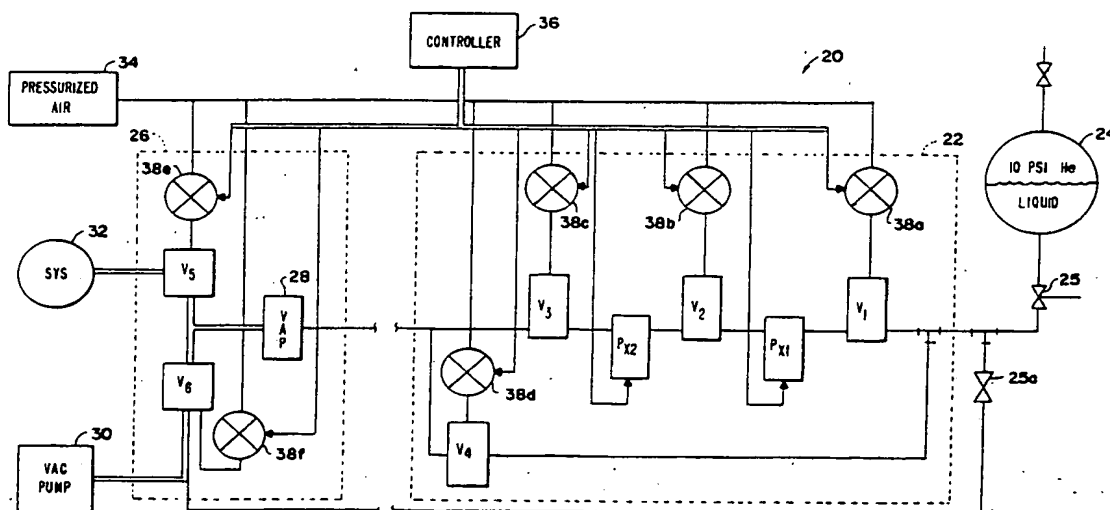 36
CONTROLLER
34
PRESSURIZED
AIR
20
24
26
22
38e
38c
38b
38a
10 PSI He
LIQUID
32
SYS
V5
28
VAP
V3
V2
V1
25
PX2
PX1
V6
38d
25a
38f
V4
30
VAC
PUMP